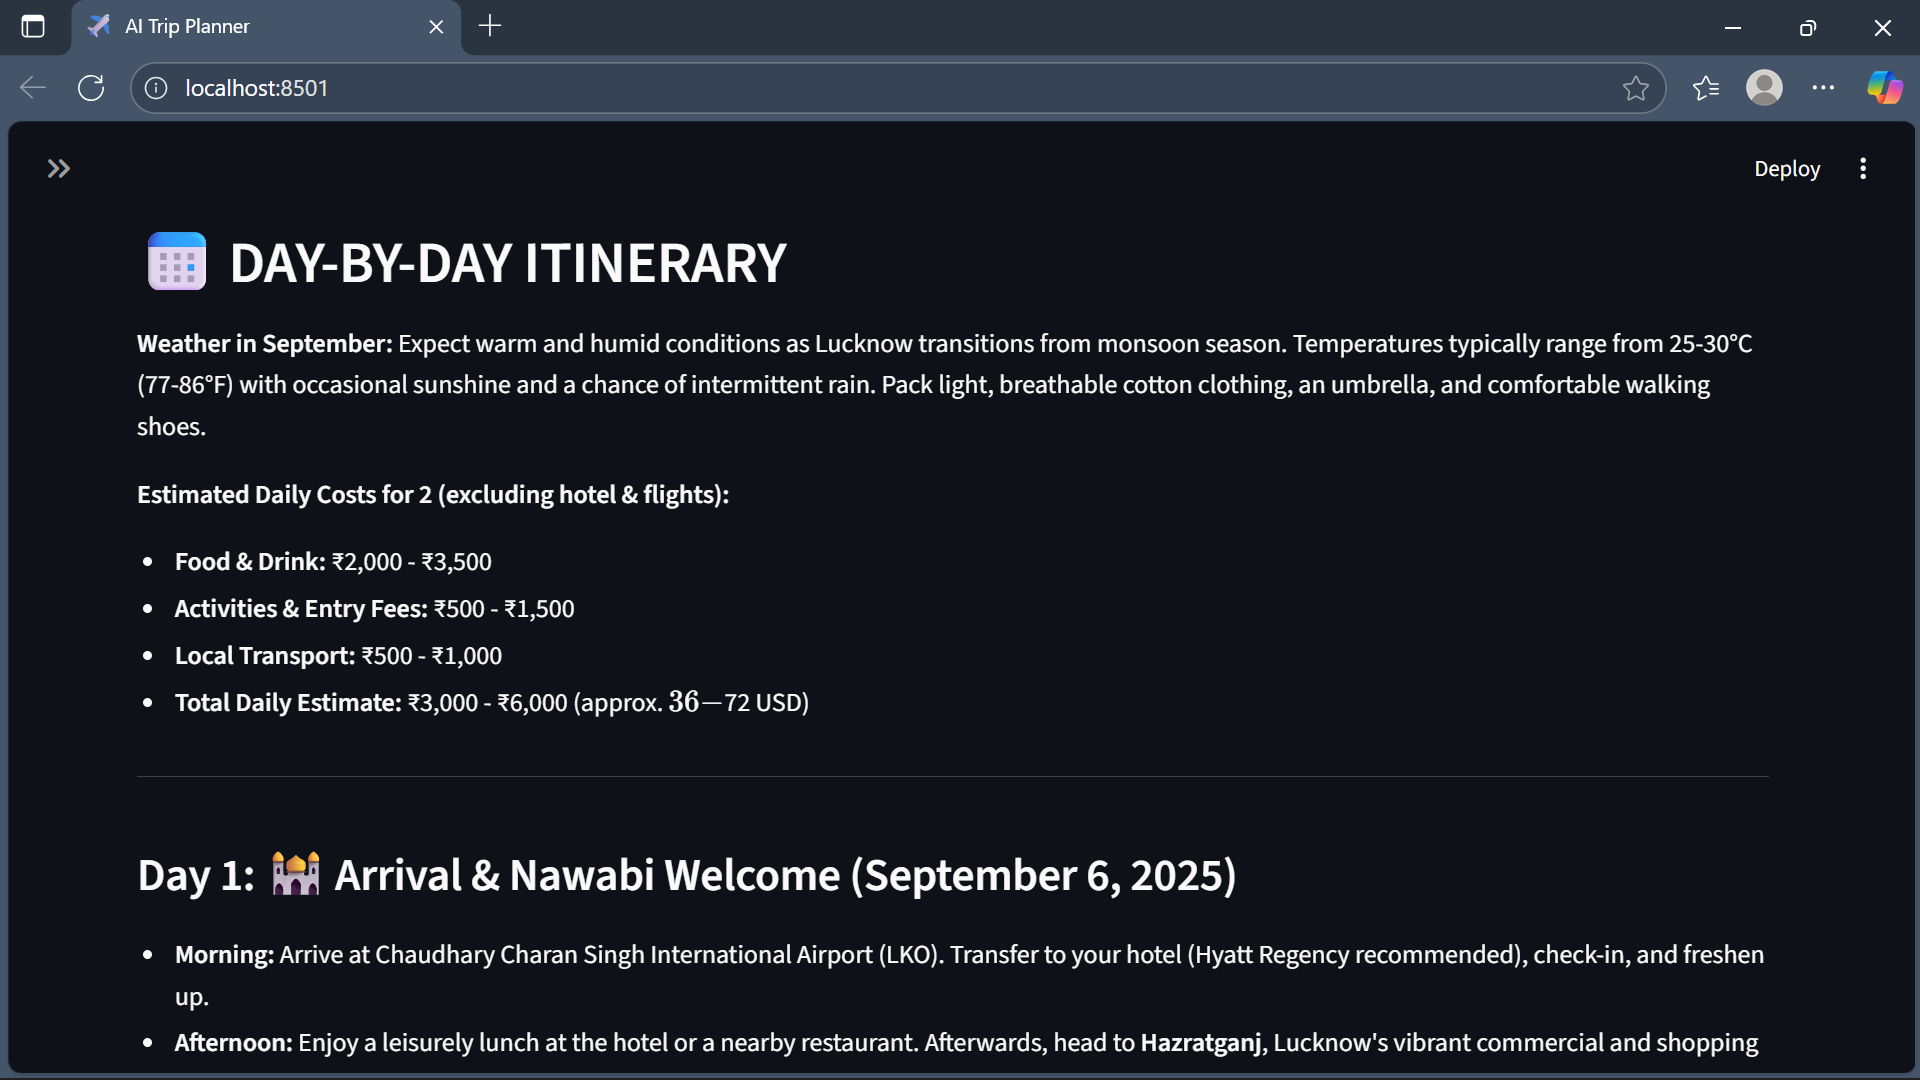 AI Trip Planner
localhost:8501
Deploy
DAY-BY-DAY ITINERARY
Weather in September: Expect warm and humid conditions as Lucknow transitions from monsoon season. Temperatures typically range from 25-30°C
(77-86°F) with occasional sunshine and a chance of intermittent rain. Pack light, breathable cotton clothing, an umbrella, and comfortable walking
shoes.
Estimated Daily Costs for 2 (excluding hotel & flights):
• Food & Drink: ₹2,000 - ₹3,500
• Activities & Entry Fees: ₹500 - ₹1,500
• Local Transport: ₹500 - ₹1,000
• Total Daily Estimate: ₹3,000 - ₹6,000 (approx. 36—72 USD)
Day 1: 🕌 Arrival & Nawabi Welcome (September 6, 2025)
• Morning: Arrive at Chaudhary Charan Singh International Airport (LKO). Transfer to your hotel (Hyatt Regency recommended), check-in, and freshen
up.
• Afternoon: Enjoy a leisurely lunch at the hotel or a nearby restaurant. Afterwards, head to Hazratganj, Lucknow's vibrant commercial and shopping